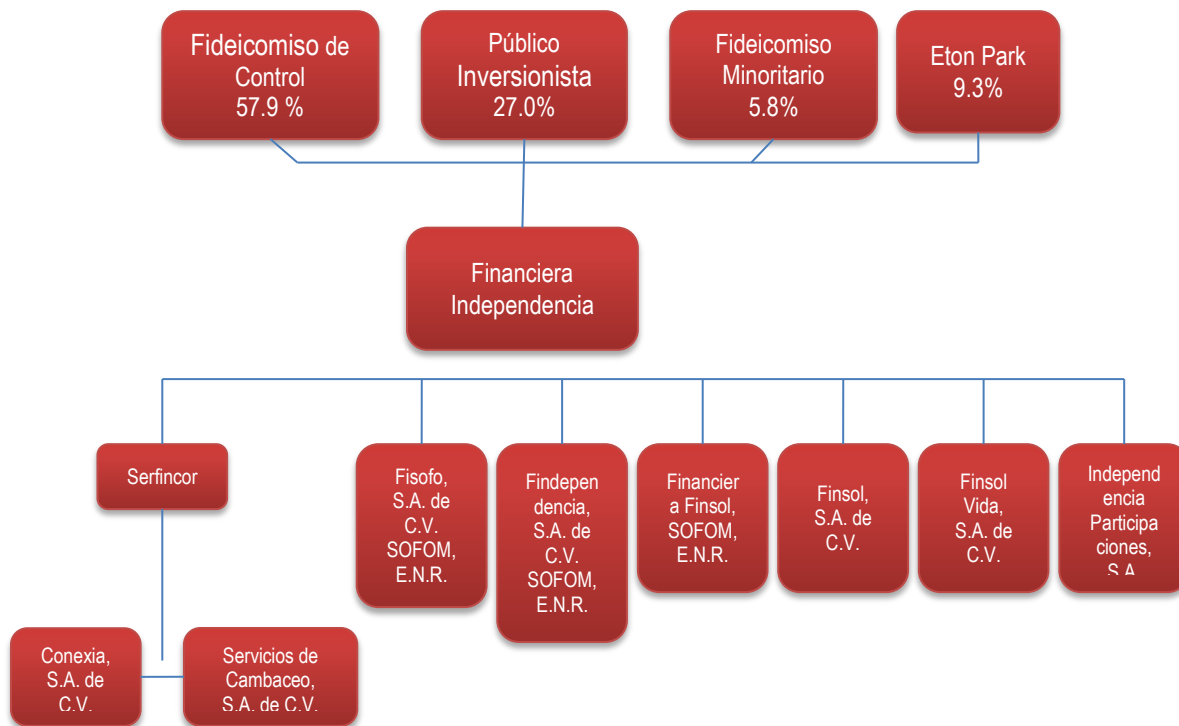 Fideicomiso de
Control
57.9 %
Público
Inversionista
27.0%
Fideicomiso
Minoritario
5.8%
Eton Park
9.3%
Financiera
Independencia
Serfincor
Fisofo,
S.A. de
C.V.
SOFOM,
E.N.R.
Findepen
dencia,
S.A. de
C.V.
SOFOM,
E.N.R.
Financier
a Finsol,
SOFOM,
E.N.R.
Finsol,
S.A. de
C.V.
Finsol
Vida,
S.A. de
C.V.
Independ
encia
Participa
ciones,
S.A.
Conexia,
S.A. de
C.V.
Servicios de
Cambaceo,
S.A. de C.V.